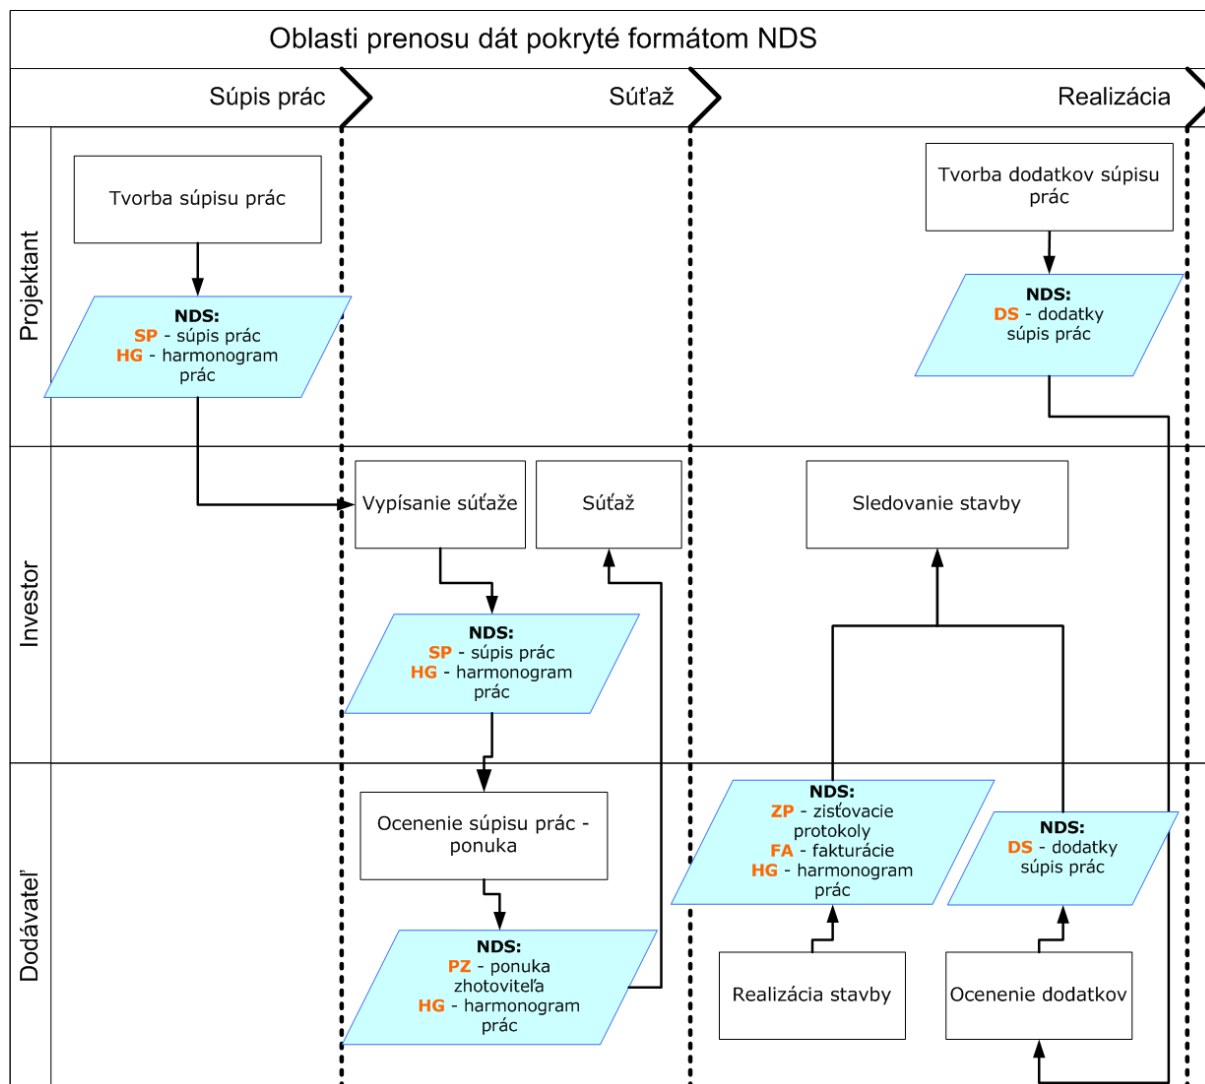 Oblasti prenosu dát pokryté formátom NDS
Súpis prác
Súťaž
Realizácia
Projektant
Tvorba súpisu prác
NDS:
SP - súpis prác
HG - harmonogram
prác
Tvorba dodatkov súpisu
prác
NDS:
DS - dodatky
súpis prác
Investor
Vypísanie súťaže
Súťaž
Sledovanie stavby
NDS:
SP - súpis prác
HG - harmonogram
prác
Dodávateľ
Ocenenie súpisu prác -
ponuka
NDS:
PZ - ponuka
zhotoviteľa
HG - harmonogram
prác
NDS:
ZP - zisťovacie
protokoly
FA - fakturácie
HG - harmonogram
prác
NDS:
DS - dodatky
súpis prác
Realizácia stavby
Ocenenie dodatkov